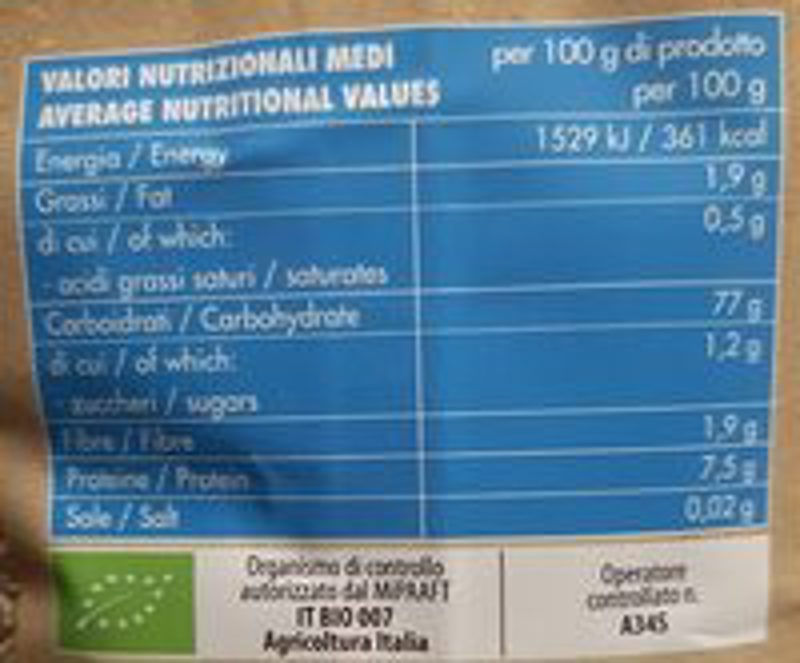 VALORI NUTRIZIONALI MEDI per 100 g di prodotto
AVERAGE NUTRITIONAL VALUES per 100 g
Energia / Energy 1529 kJ / 361 kcal
Grassi / Fat 1,9 g
di cui / of which: 0,5 g
- acidi grassi saturi / saturates
Carboidrati / Carbohydrate 77 g
di cui / of which: 1,2 g
zuccheri / sugars
Fibre / Fibre 1,9 g
Proteine / Protein 7,5 g
Sale / Salt 0,02 g
Organismo di controllo
autorizzato dal MiPAAFT
IT BIO 007
Agricoltura Italia
Operatore
controllato n.
A345